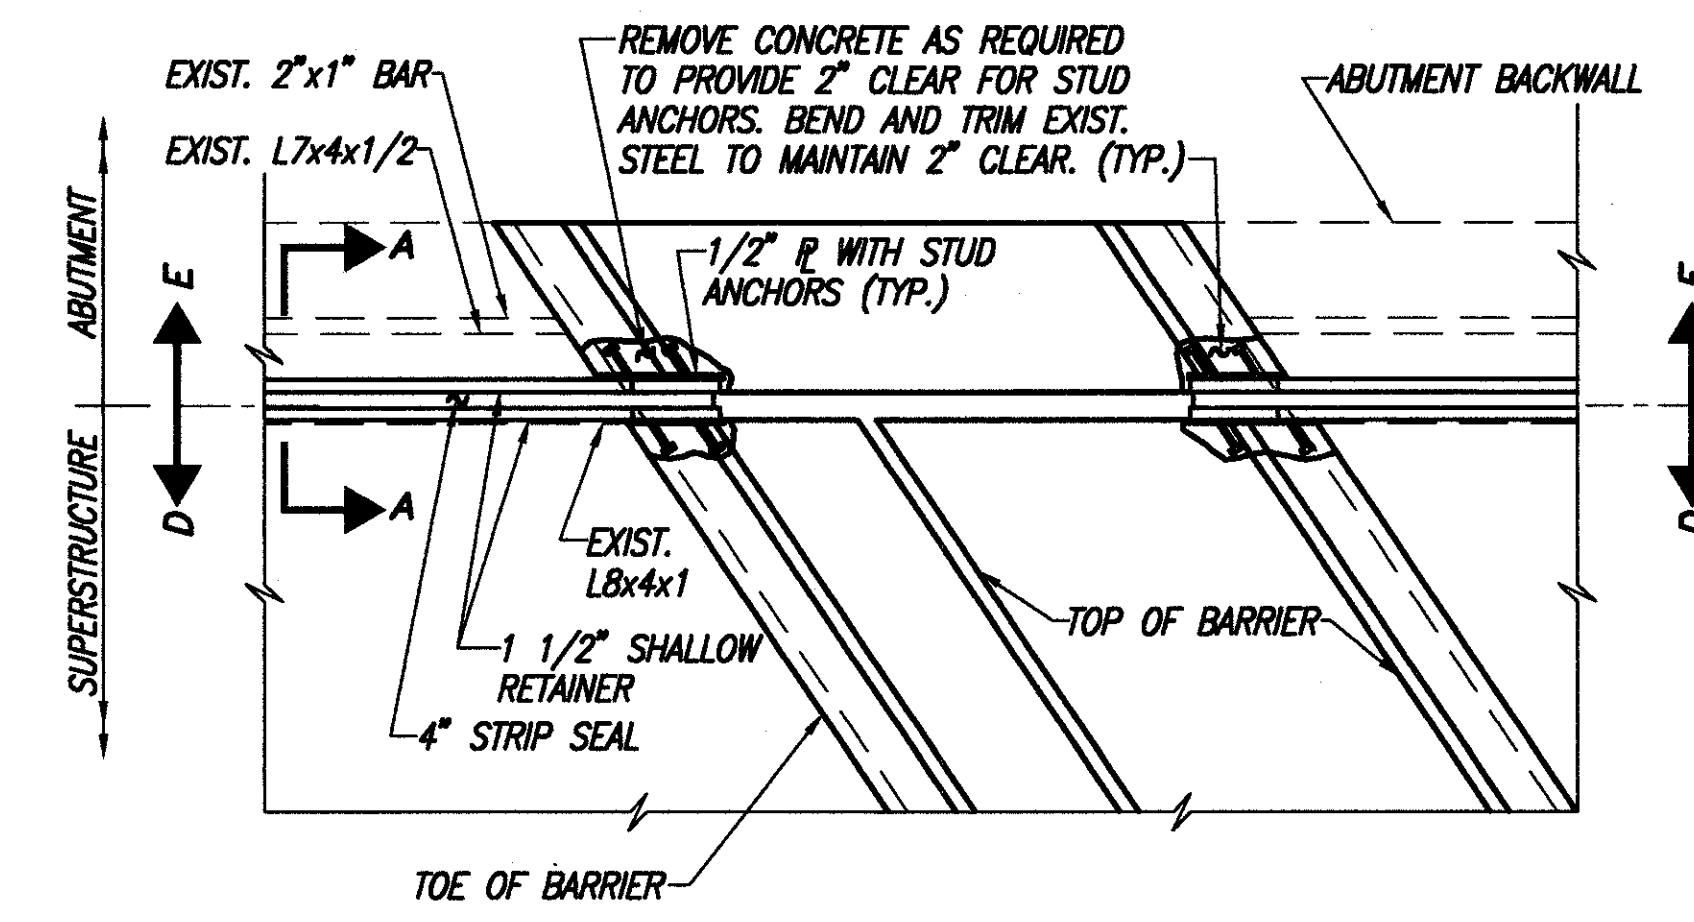 REMOVE CONCRETE AS REQUIRED
TO PROVIDE 2" CLEAR FOR STUD
ANCHORS. BEND AND TRIM EXIST.
STEEL TO MAINTAIN 2" CLEAR. (TYP.)
EXIST. 2"x1" BAR
EXIST. L7x4x1/2
ABUTMENT BACKWALL
ABUTMENT
SUPERSTRUCTURE
E
D
A
A
1/2" ⅊ WITH STUD
ANCHORS (TYP.)
E
D
EXIST.
L8x4x1
1 1/2" SHALLOW
RETAINER
4" STRIP SEAL
TOP OF BARRIER
TOE OF BARRIER